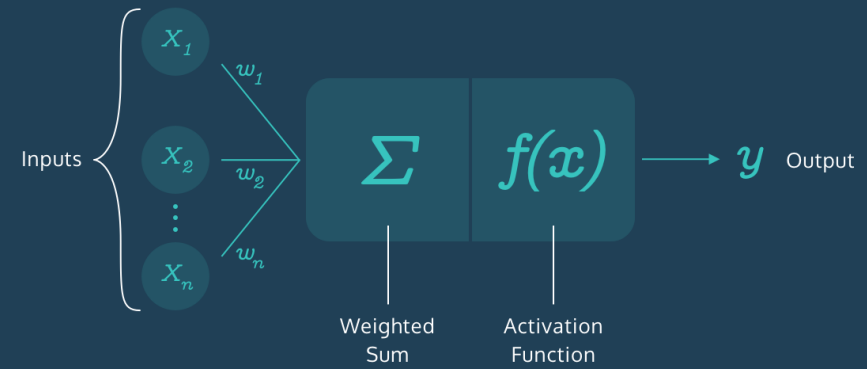 X₁
w₁
Inputs
X₂
w₂
Σ
f(x)
y
Output
Xₙ
wₙ
Weighted
Sum
Activation
Function